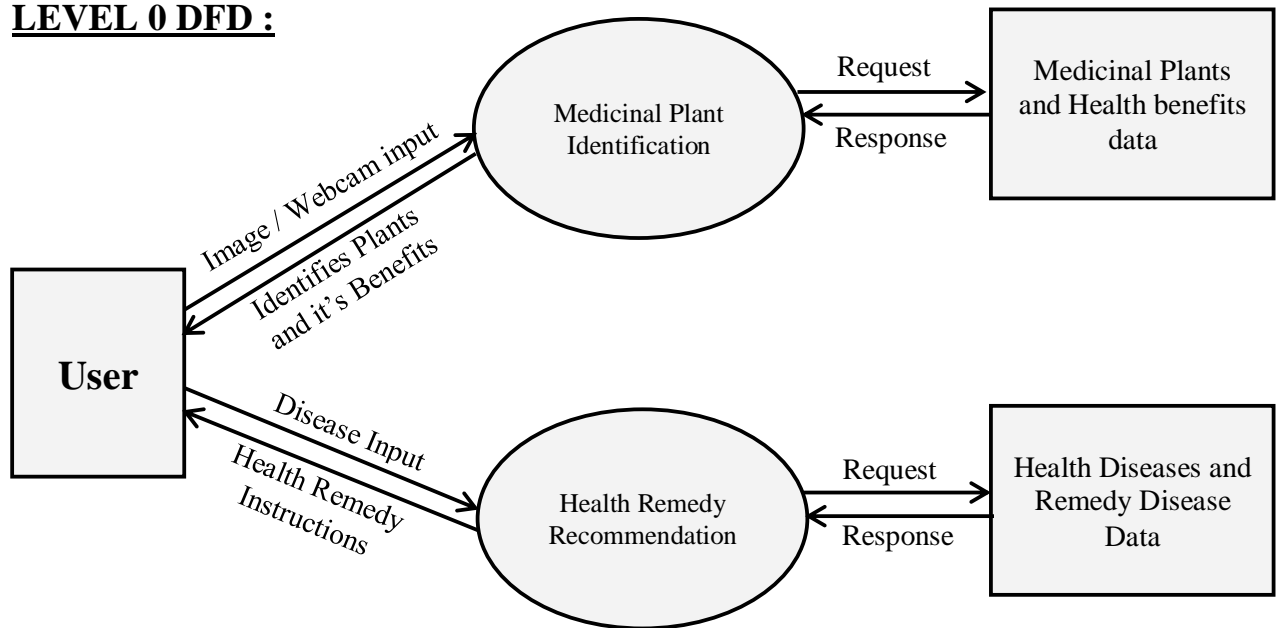 LEVEL 0 DFD :
Medicinal Plant
Identification
Request
Response
Medicinal Plants
and Health benefits
data
Image / Webcam input
Identifies Plants
and it’s Benefits
User
Disease Input
Health Remedy
Instructions
Health Remedy
Recommendation
Request
Response
Health Diseases and
Remedy Disease
Data